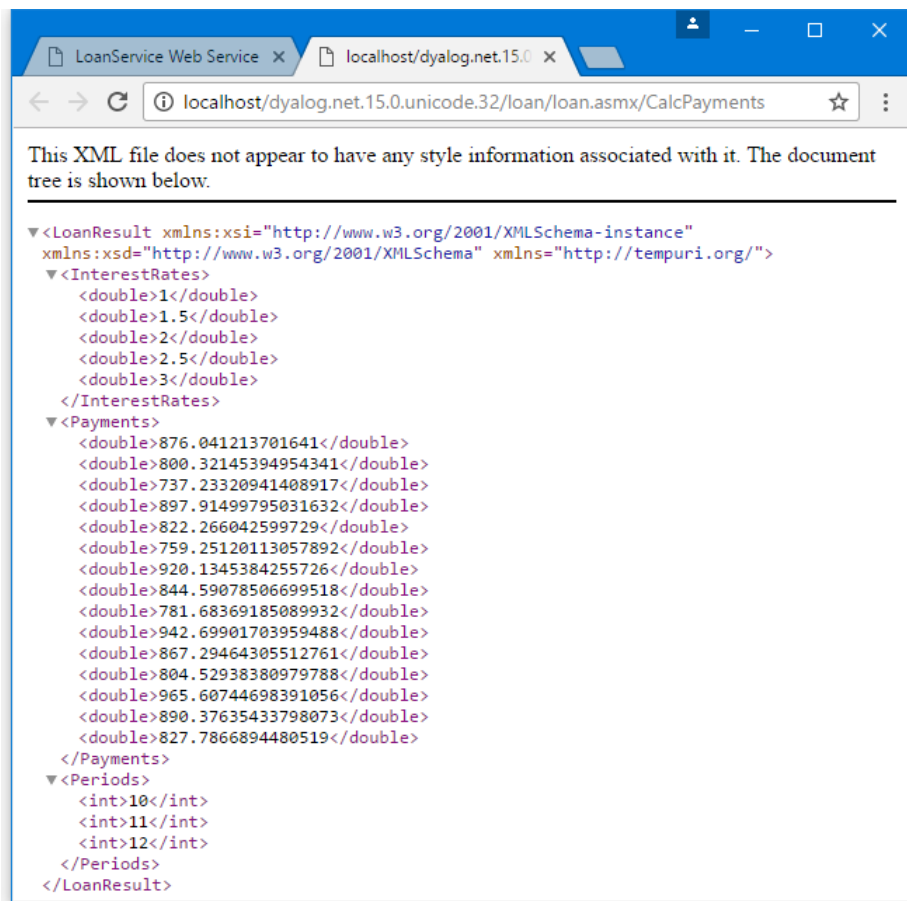 LoanService Web Service
localhost/dyalog.net.15.0
localhost/dyalog.net.15.0.unicode.32/loan/loan.asmx/CalcPayments
This XML file does not appear to have any style information associated with it. The document
tree is shown below.
▼<LoanResult xmlns:xsi="http://www.w3.org/2001/XMLSchema-instance"
xmlns:xsd="http://www.w3.org/2001/XMLSchema" xmlns="http://tempuri.org/">
▼<InterestRates>
<double>1</double>
<double>1.5</double>
<double>2</double>
<double>2.5</double>
<double>3</double>
</InterestRates>
▼<Payments>
<double>876.041213701641</double>
<double>800.32145394954341</double>
<double>737.23320941408917</double>
<double>897.91499795031632</double>
<double>822.266042599729</double>
<double>759.25120113057892</double>
<double>920.1345384255726</double>
<double>844.59078506699518</double>
<double>781.68369185089932</double>
<double>942.69901703959488</double>
<double>867.29464305512761</double>
<double>804.52938380979788</double>
<double>965.60744698391056</double>
<double>890.37635433798073</double>
<double>827.7866894480519</double>
</Payments>
▼<Periods>
<int>10</int>
<int>11</int>
<int>12</int>
</Periods>
</LoanResult>